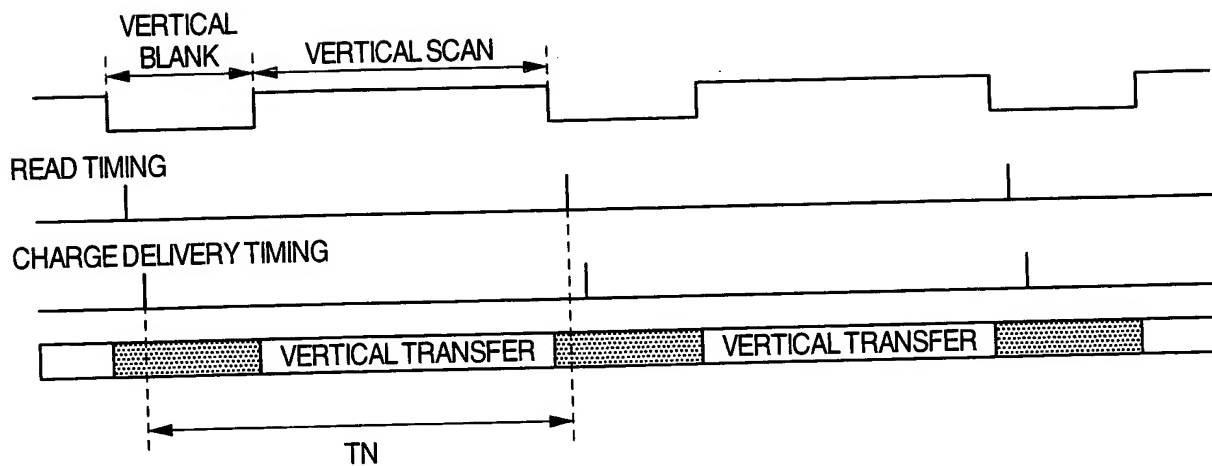 VERTICAL
BLANK
VERTICAL SCAN
READ TIMING
CHARGE DELIVERY TIMING
VERTICAL TRANSFER
VERTICAL TRANSFER
TN